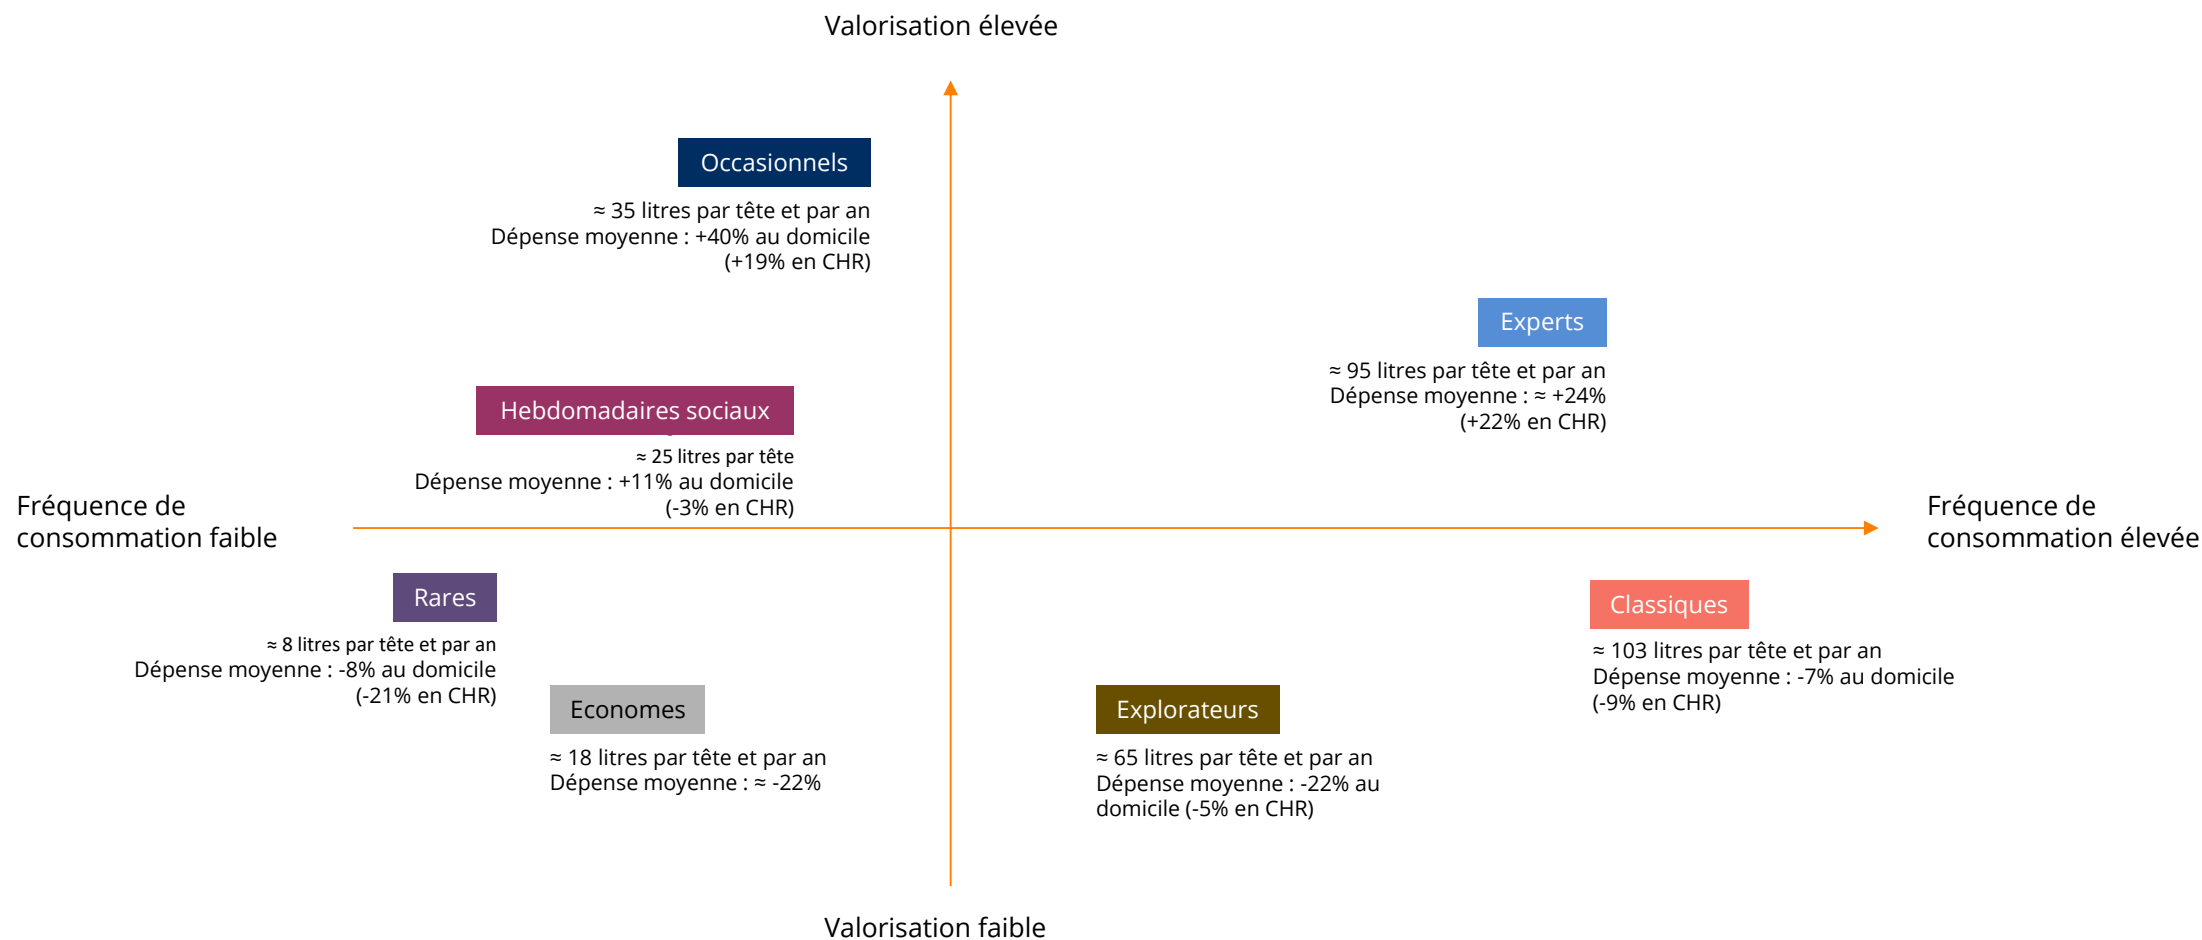 Valorisation élevée
Occasionnels
≈ 35 litres par tête et par an
Dépense moyenne : +40% au domicile
(+19% en CHR)
Experts
≈ 95 litres par tête et par an
Dépense moyenne : ≈ +24%
(+22% en CHR)
Hebdomadaires sociaux
≈ 25 litres par tête
Dépense moyenne : +11% au domicile
(-3% en CHR)
Fréquence de
consommation faible
Fréquence de
consommation élevée
Rares
≈ 8 litres par tête et par an
Dépense moyenne : -8% au domicile
(-21% en CHR)
Classiques
≈ 103 litres par tête et par an
Dépense moyenne : -7% au domicile
(-9% en CHR)
Economes
≈ 18 litres par tête et par an
Dépense moyenne : ≈ -22%
Explorateurs
≈ 65 litres par tête et par an
Dépense moyenne : -22% au
domicile (-5% en CHR)
Valorisation faible